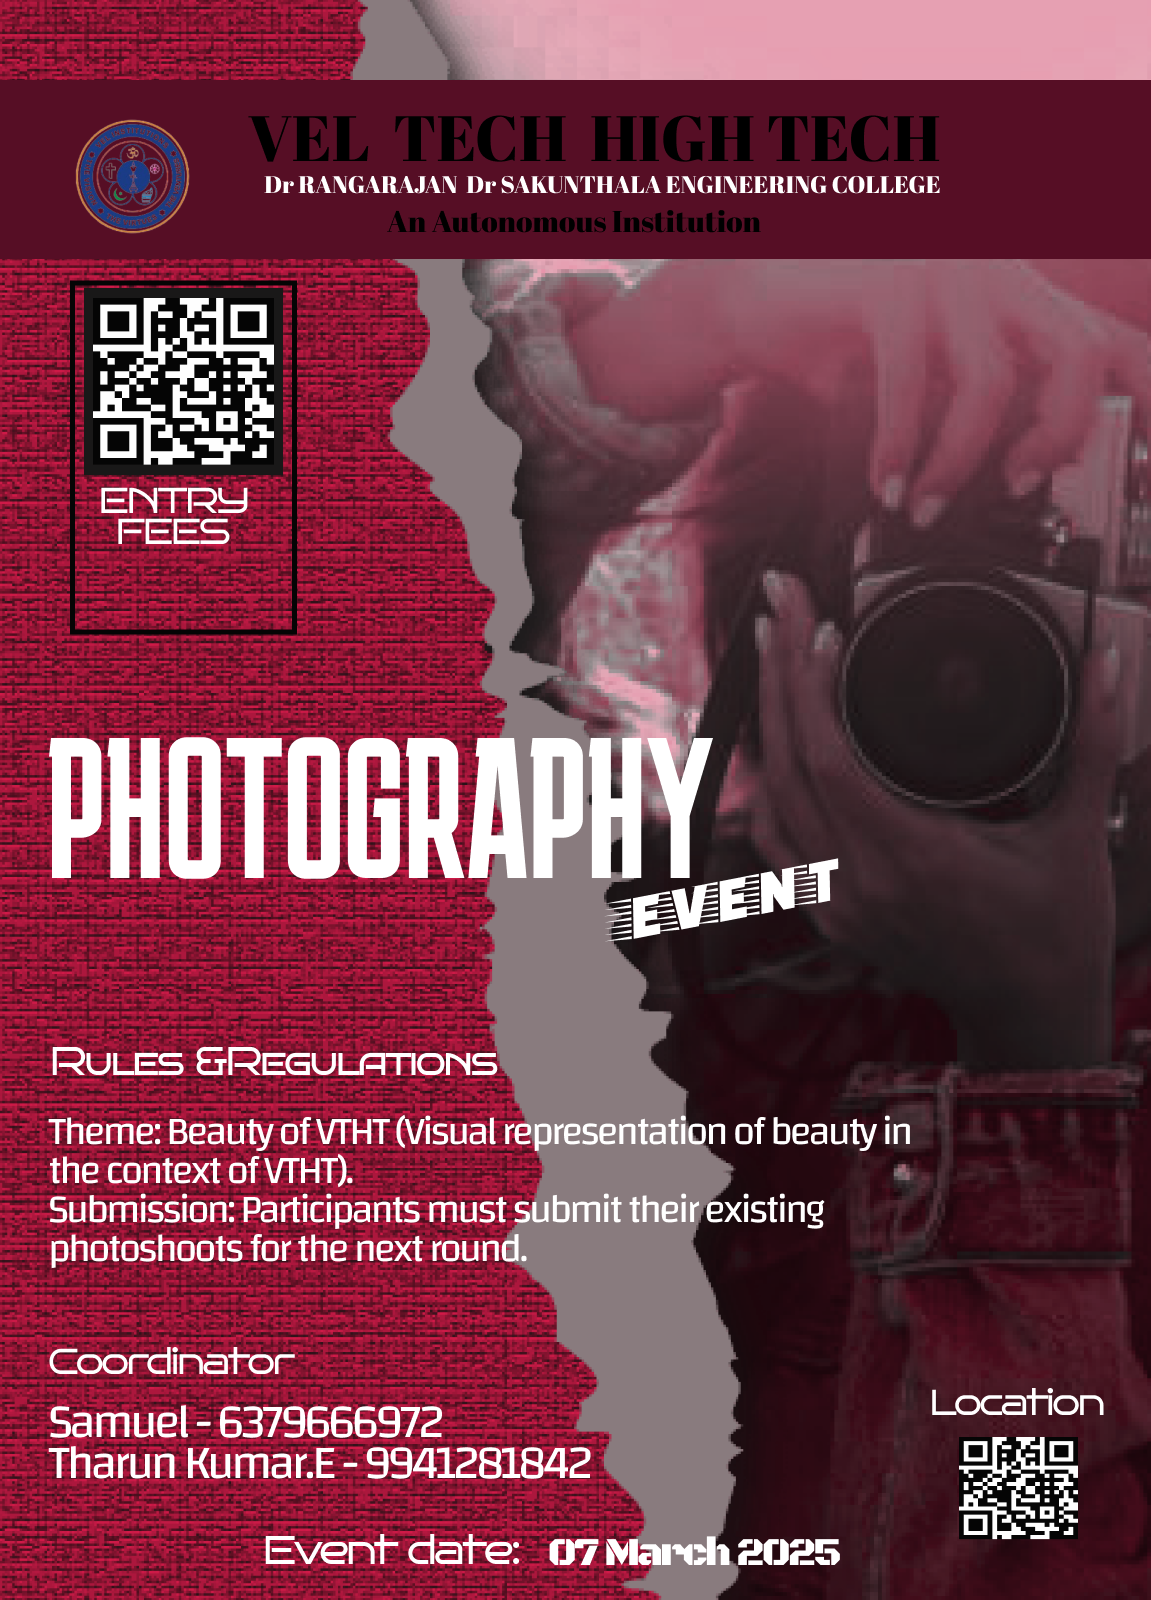 VEL TECH HIGH TECH
Dr RANGARAJAN Dr SAKUNTHALA ENGINEERING COLLEGE
An Autonomous Institution
ENTRY
FEES
PHOTOGRAPHY
EVENT
RULES &REGULATIONS
Theme: Beauty of VTHT (Visual representation of beauty in
the context of VTHT).
Submission: Participants must submit their existing
photoshoots for the next round.
Coordinator
Samuel - 6379666972
Tharun Kumar.E - 9941281842
Location
Event date: 07 March 2025